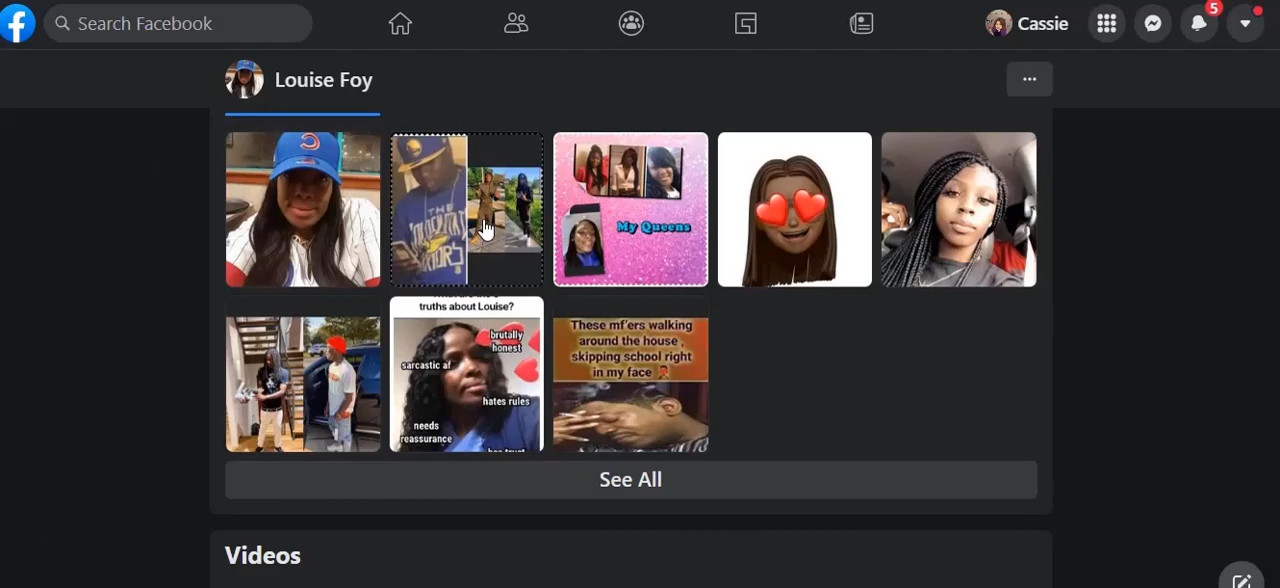 Search Facebook
Cassie
5
Louise Foy
My Queens
truths about Louise?
brutally
honest
sarcastic af
hates rules
needs
reassurance
These mf'ers walking
around the house,
skipping school right
in my face
See All
Videos